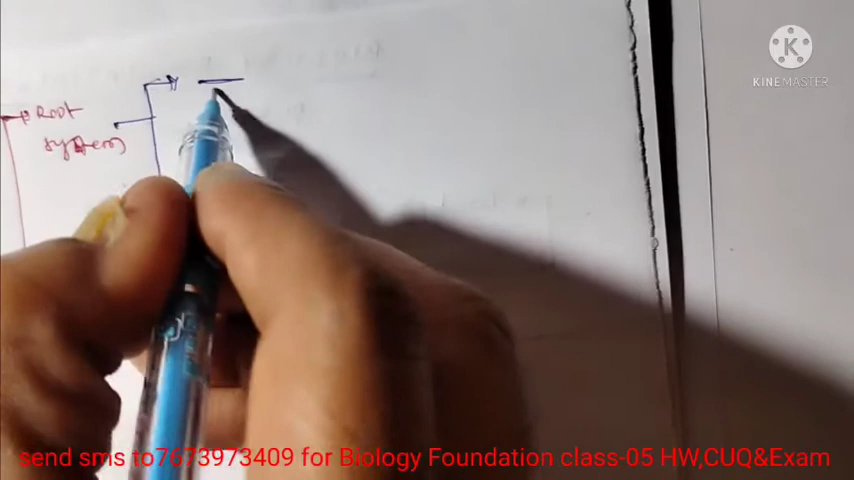 K
KINEMASTER
Root
system
send sms to7673973409 for Biology Foundation class-05 HW,CUQ&Exam